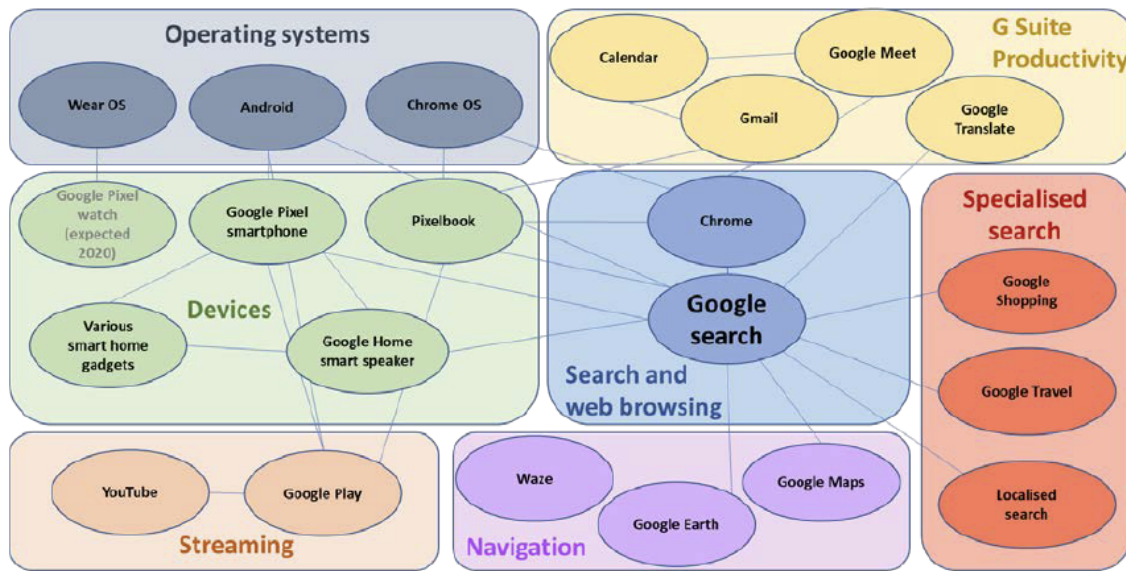 Operating systems
Wear OS
Android
Chrome OS
G Suite
Productivity
Calendar
Google Meet
Gmail
Google
Translate
Google Pixel
watch
(expected
2020)
Google Pixel
smartphone
Pixelbook
Devices
Various
smart home
gadgets
Google Home
smart speaker
Chrome
Google
search
Search and
web browsing
Specialised
search
Google
Shopping
Google Travel
Localised
search
YouTube
Google Play
Streaming
Waze
Google Earth
Google Maps
Navigation